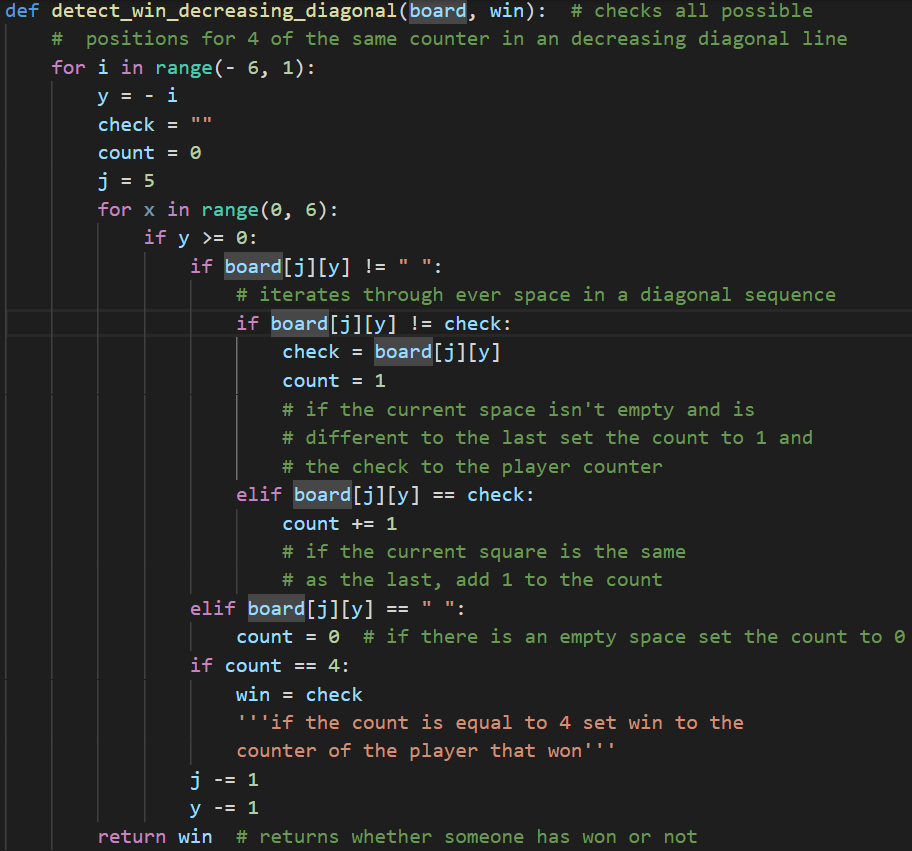 def detect_win_decreasing_diagonal(board, win):  # checks all possible
    #  positions for 4 of the same counter in an decreasing diagonal line
    for i in range(- 6, 1):
        y = - i
        check = ""
        count = 0
        j = 5
        for x in range(0, 6):
            if y >= 0:
                if board[j][y] != " ":
                    # iterates through ever space in a diagonal sequence
                    if board[j][y] != check:
                        check = board[j][y]
                        count = 1
                        # if the current space isn't empty and is
                        # different to the last set the count to 1 and
                        # the check to the player counter
                    elif board[j][y] == check:
                        count += 1
                        # if the current square is the same
                        # as the last, add 1 to the count
                elif board[j][y] == " ":
                    count = 0  # if there is an empty space set the count to 0
                if count == 4:
                    win = check
                    '''if the count is equal to 4 set win to the
                    counter of the player that won'''
                j -= 1
                y -= 1
        return win  # returns whether someone has won or not